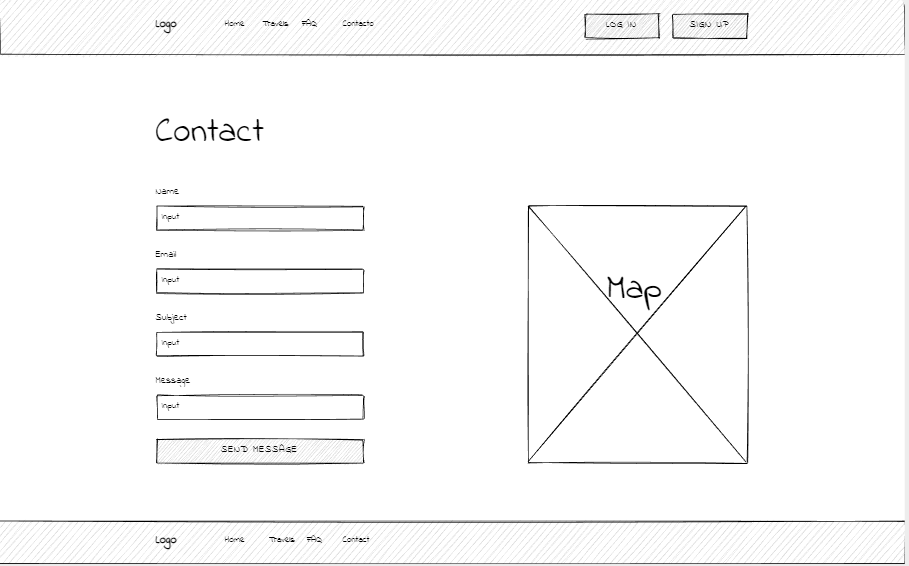 Logo Home Travels FAQ Contacto LOG IN SIGN UP
Contact
Name
Input
Email
Input
Subject
Input
Message
Input
SEND MESSAGE
Map
Logo Home Travels FAQ Contact